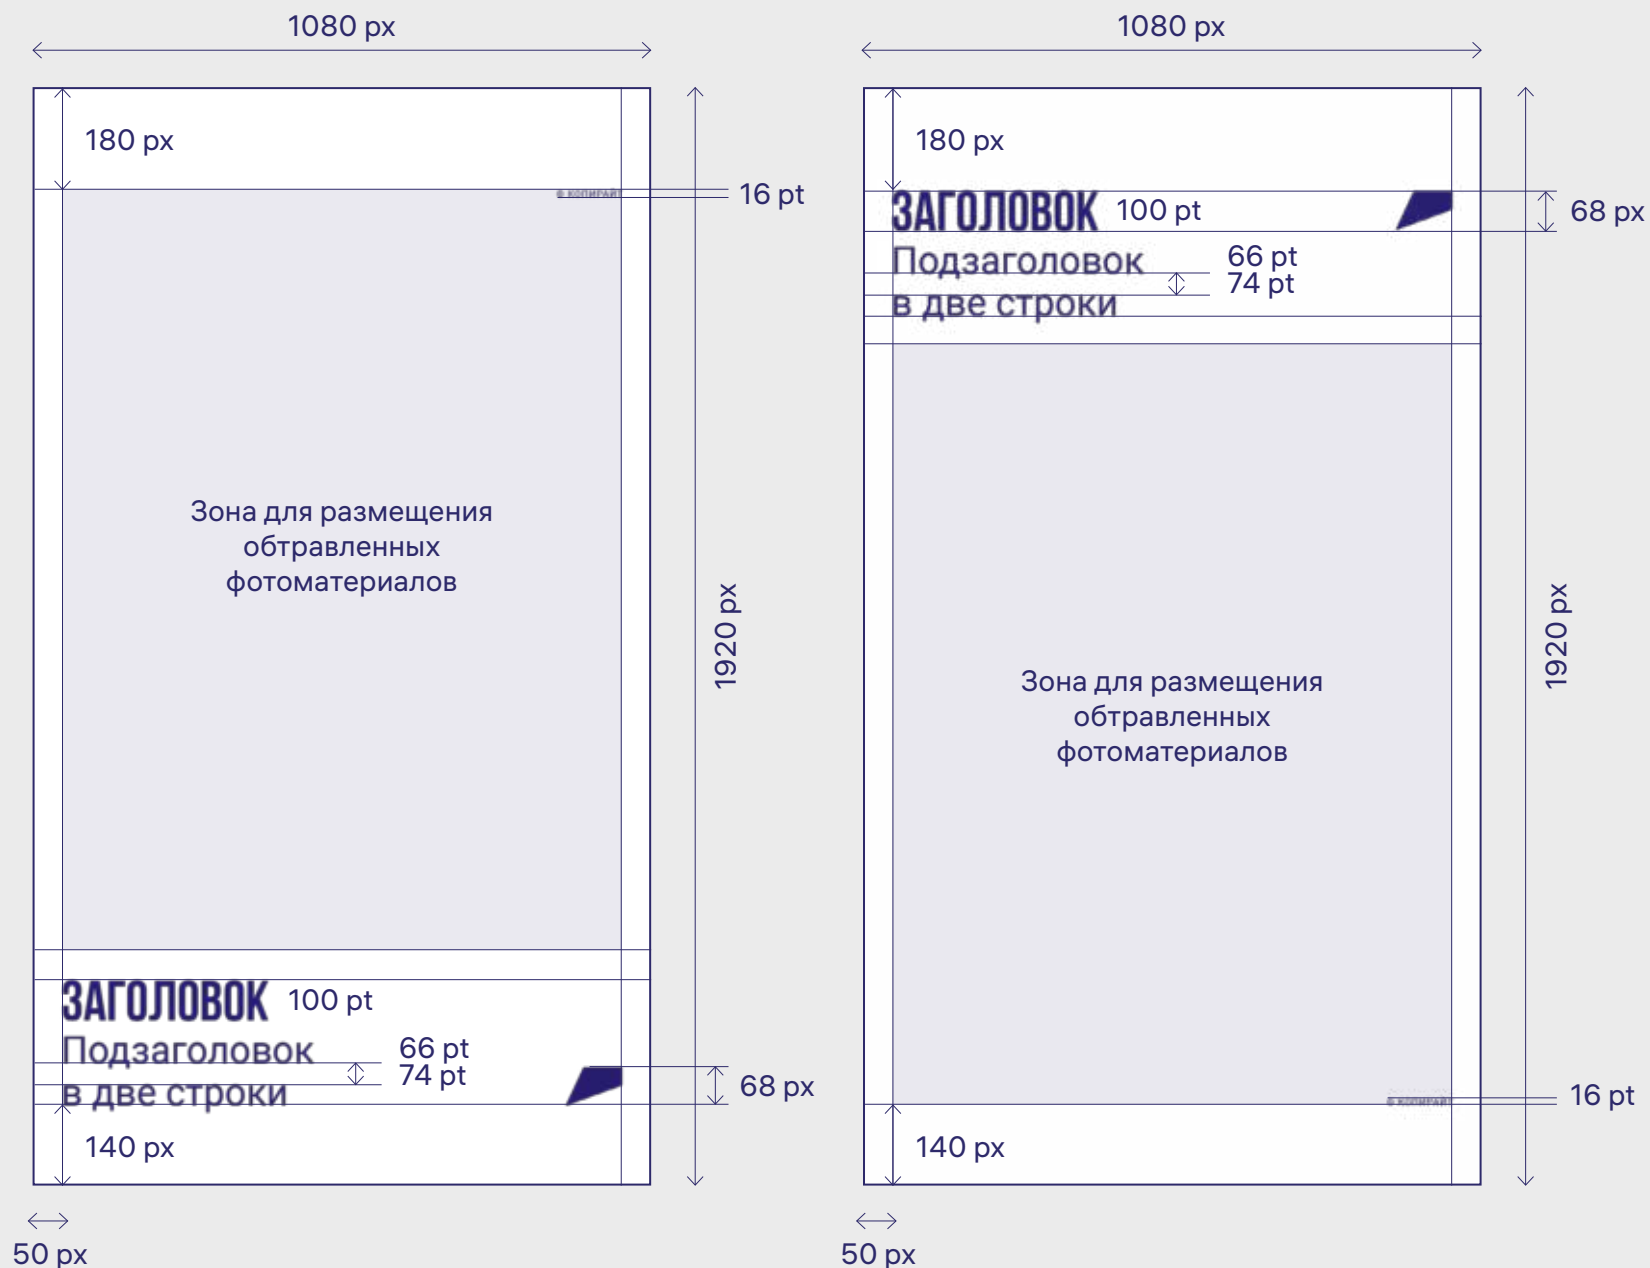 1080 px
180 px
© КОПИРАЙТ
16 pt
Зона для размещения
обтравленных
фотоматериалов
1920 px
ЗАГОЛОВОК
100 pt
Подзаголовок
в две строки
66 pt
74 pt
68 px
140 px
50 px
1080 px
180 px
ЗАГОЛОВОК
100 pt
68 px
Подзаголовок
в две строки
66 pt
74 pt
Зона для размещения
обтравленных
фотоматериалов
1920 px
© КОПИРАЙТ
16 pt
140 px
50 px